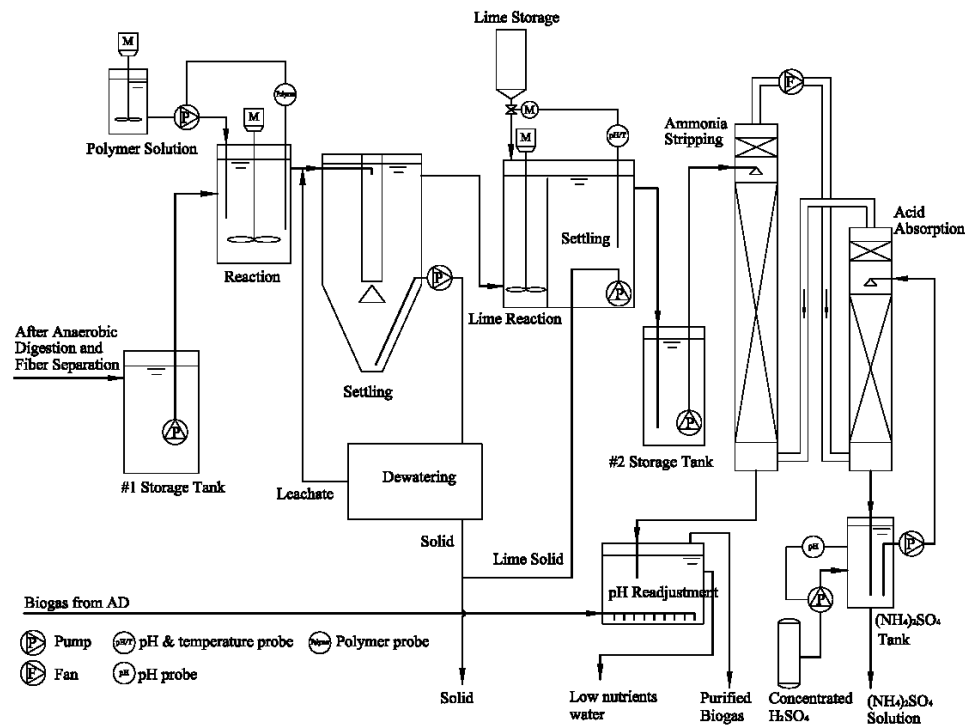 Lime Storage
M
P
Polymer
M
Polymer Solution
M
pH/T
M
F
Ammonia
Stripping
Acid
Absorption
Reaction
P
Settling
P
Lime Reaction
After Anaerobic
Digestion and
Fiber Separation
P
Settling
P
#1 Storage Tank
#2 Storage Tank
Dewatering
Leachate
Solid
Lime Solid
pH Readjustment
pH
P
P
Biogas from AD
(NH₄)₂SO₄
Tank
P Pump
pH/T pH & temperature probe
Polymer Polymer probe
F Fan
pH pH probe
Solid
Low nutrients
water
Purified
Biogas
Concentrated
H₂SO₄
(NH₄)₂SO₄
Solution